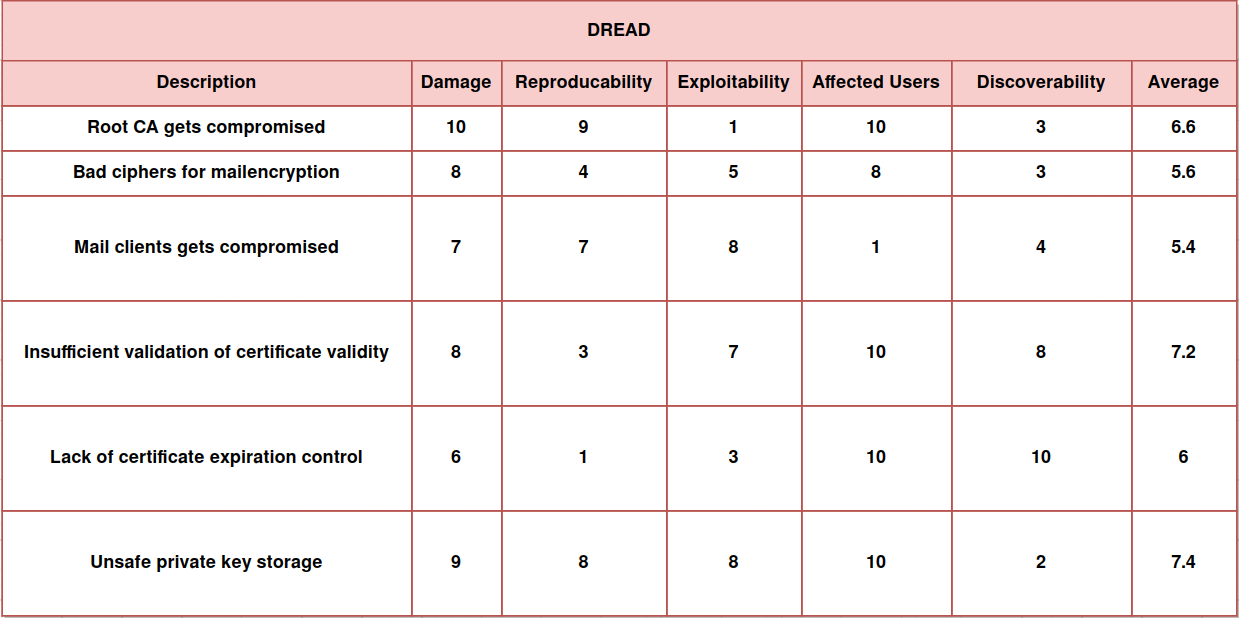 DREAD
Description Damage Reproducability Exploitability Affected Users Discoverability Average
Root CA gets compromised 10 9 1 10 3 6.6
Bad ciphers for mailencryption 8 4 5 8 3 5.6
Mail clients gets compromised 7 7 8 1 4 5.4
Insufficient validation of certificate validity 8 3 7 10 8 7.2
Lack of certificate expiration control 6 1 3 10 10 6
Unsafe private key storage 9 8 8 10 2 7.4